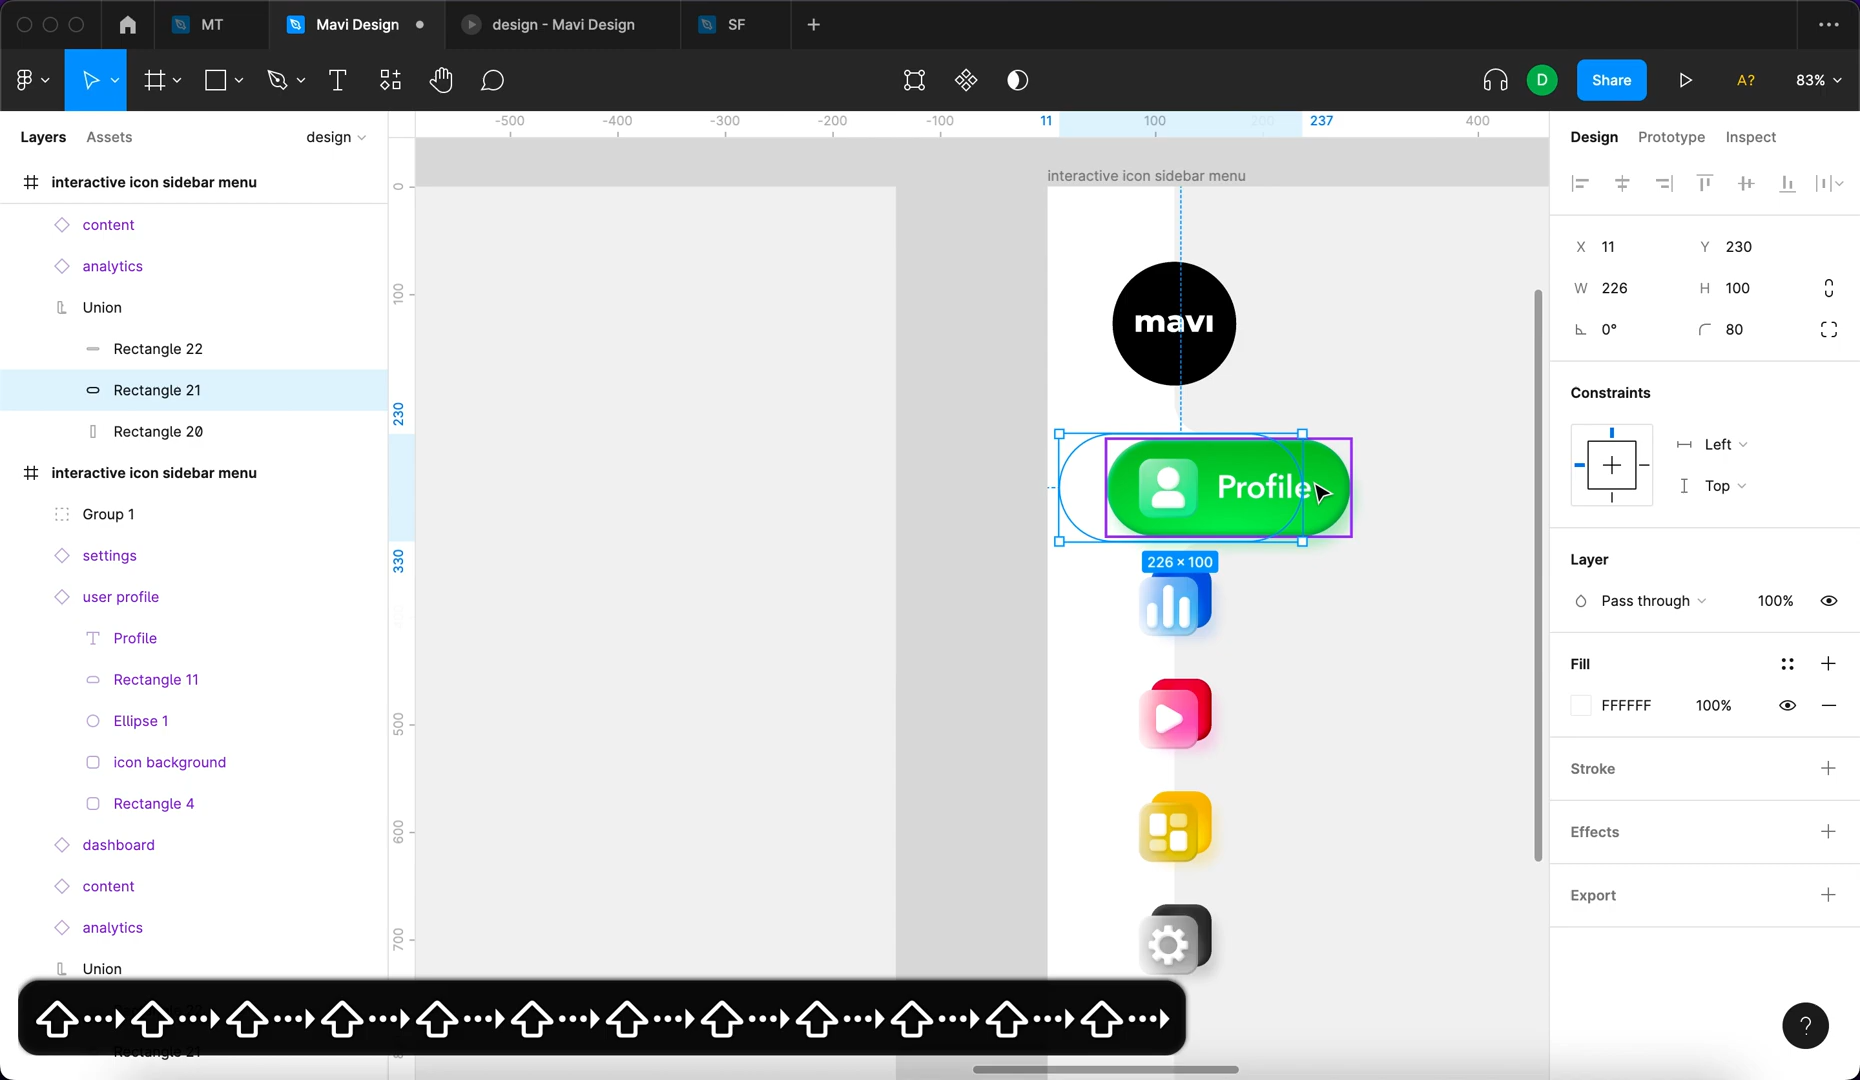 MT
Mavi Design
design - Mavi Design
SF
D
Share
A?
83%
Layers
Assets
design
interactive icon sidebar menu
content
analytics
Union
Rectangle 22
Rectangle 21
Rectangle 20
interactive icon sidebar menu
Group 1
settings
user profile
Profile
Rectangle 11
Ellipse 1
icon background
Rectangle 4
dashboard
content
analytics
Union
Rectangle 21
-500
-400
-300
-200
-100
11
100
200
237
400
0
100
230
330
500
600
700
interactive icon sidebar menu
mavi
Profile
226 × 100
Design
Prototype
Inspect
X 11
Y 230
W 226
H 100
0°
80
Constraints
Left
Top
Layer
Pass through
100%
Fill
FFFFFF
100%
Stroke
Effects
Export
?